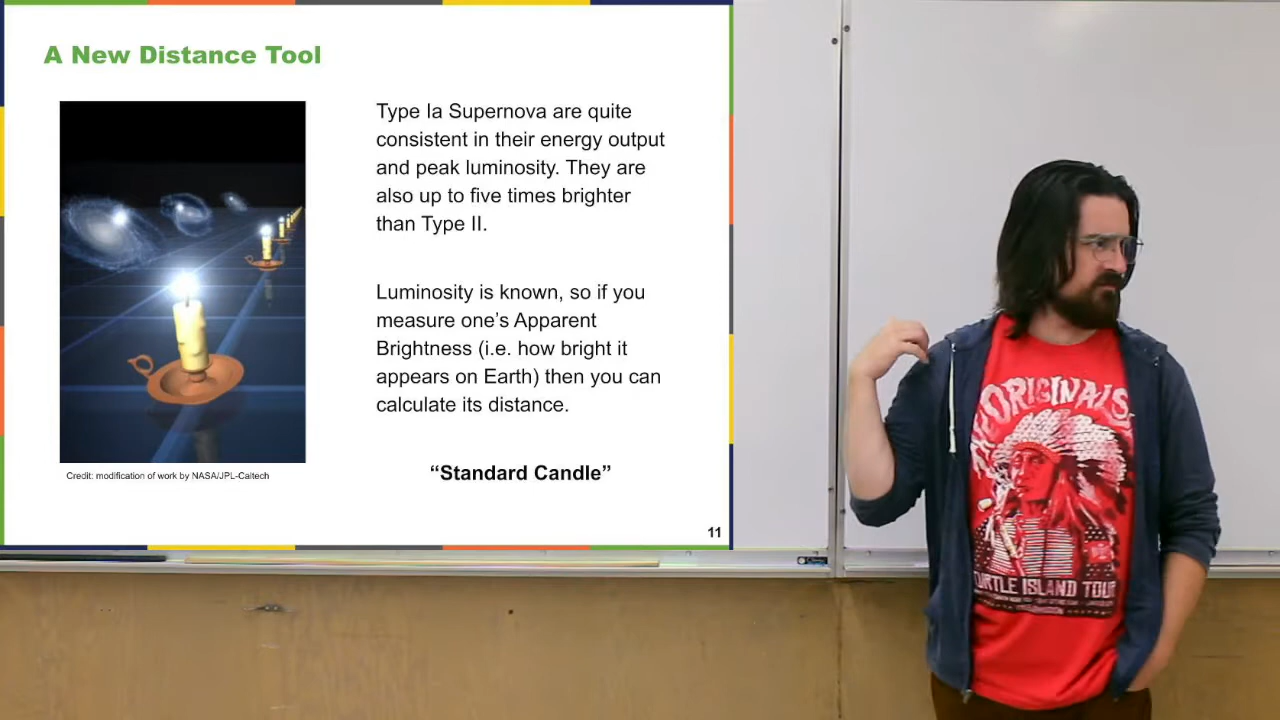 A New Distance Tool
Type Ia Supernova are quite
consistent in their energy output
and peak luminosity. They are
also up to five times brighter
than Type II.
Luminosity is known, so if you
measure one's Apparent
Brightness (i.e. how bright it
appears on Earth) then you can
calculate its distance.
"Standard Candle"
Credit: modification of work by NASA/JPL-Caltech
11
ORIGINALS
TURTLE ISLAND TOUR